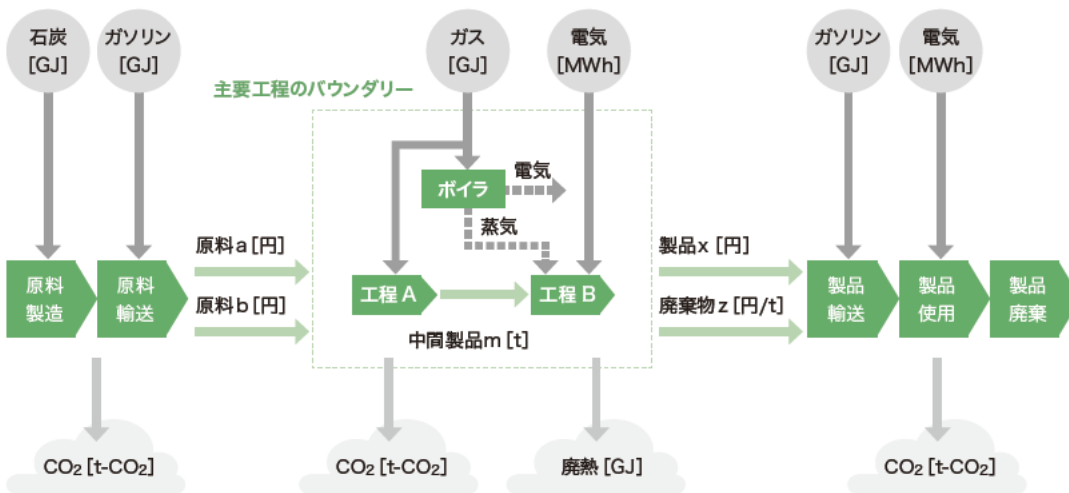 石炭
[GJ]
ガソリン
[GJ]
ガス
[GJ]
電気
[MWh]
ガソリン
[GJ]
電気
[MWh]
主要工程のバウンダリー
ボイラ
電気
蒸気
原料a[円]
原料b[円]
原料
製造
原料
輸送
工程 A
工程 B
中間製品m [t]
製品x [円]
廃棄物z [円/t]
製品
輸送
製品
使用
製品
廃棄
CO2 [t-CO2]
CO2 [t-CO2]
廃熱 [GJ]
CO2 [t-CO2]